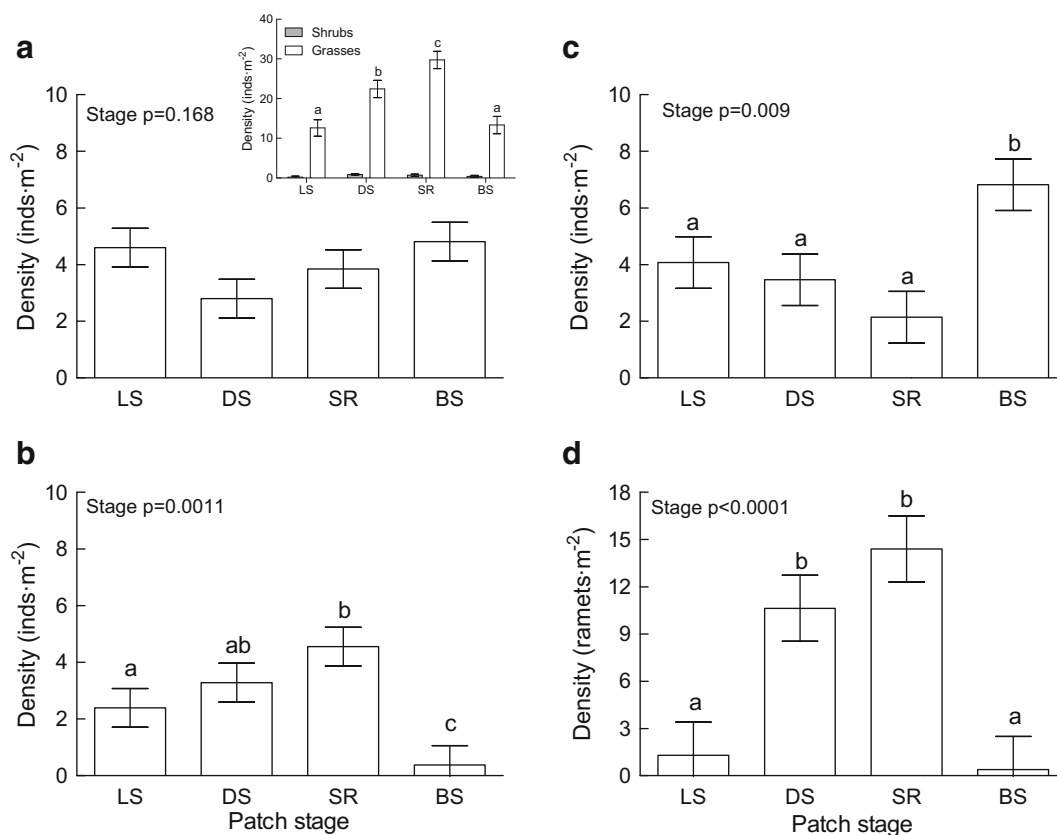 a
Stage p=0.168
Density (inds·m⁻²)
10
8
6
4
2
0
LS DS SR BS
Shrubs
Grasses
Density (inds·m⁻²)
40
30
20
10
0
a b c a
LS DS SR BS
c
Stage p=0.009
Density (inds·m⁻²)
10
8
6
4
2
0
a a a b
LS DS SR BS
b
Stage p=0.0011
Density (inds·m⁻²)
10
8
6
4
2
0
a ab b c
LS DS SR BS
Patch stage
d
Stage p<0.0001
Density (ramets·m⁻²)
18
15
12
9
6
3
0
a b b a
LS DS SR BS
Patch stage